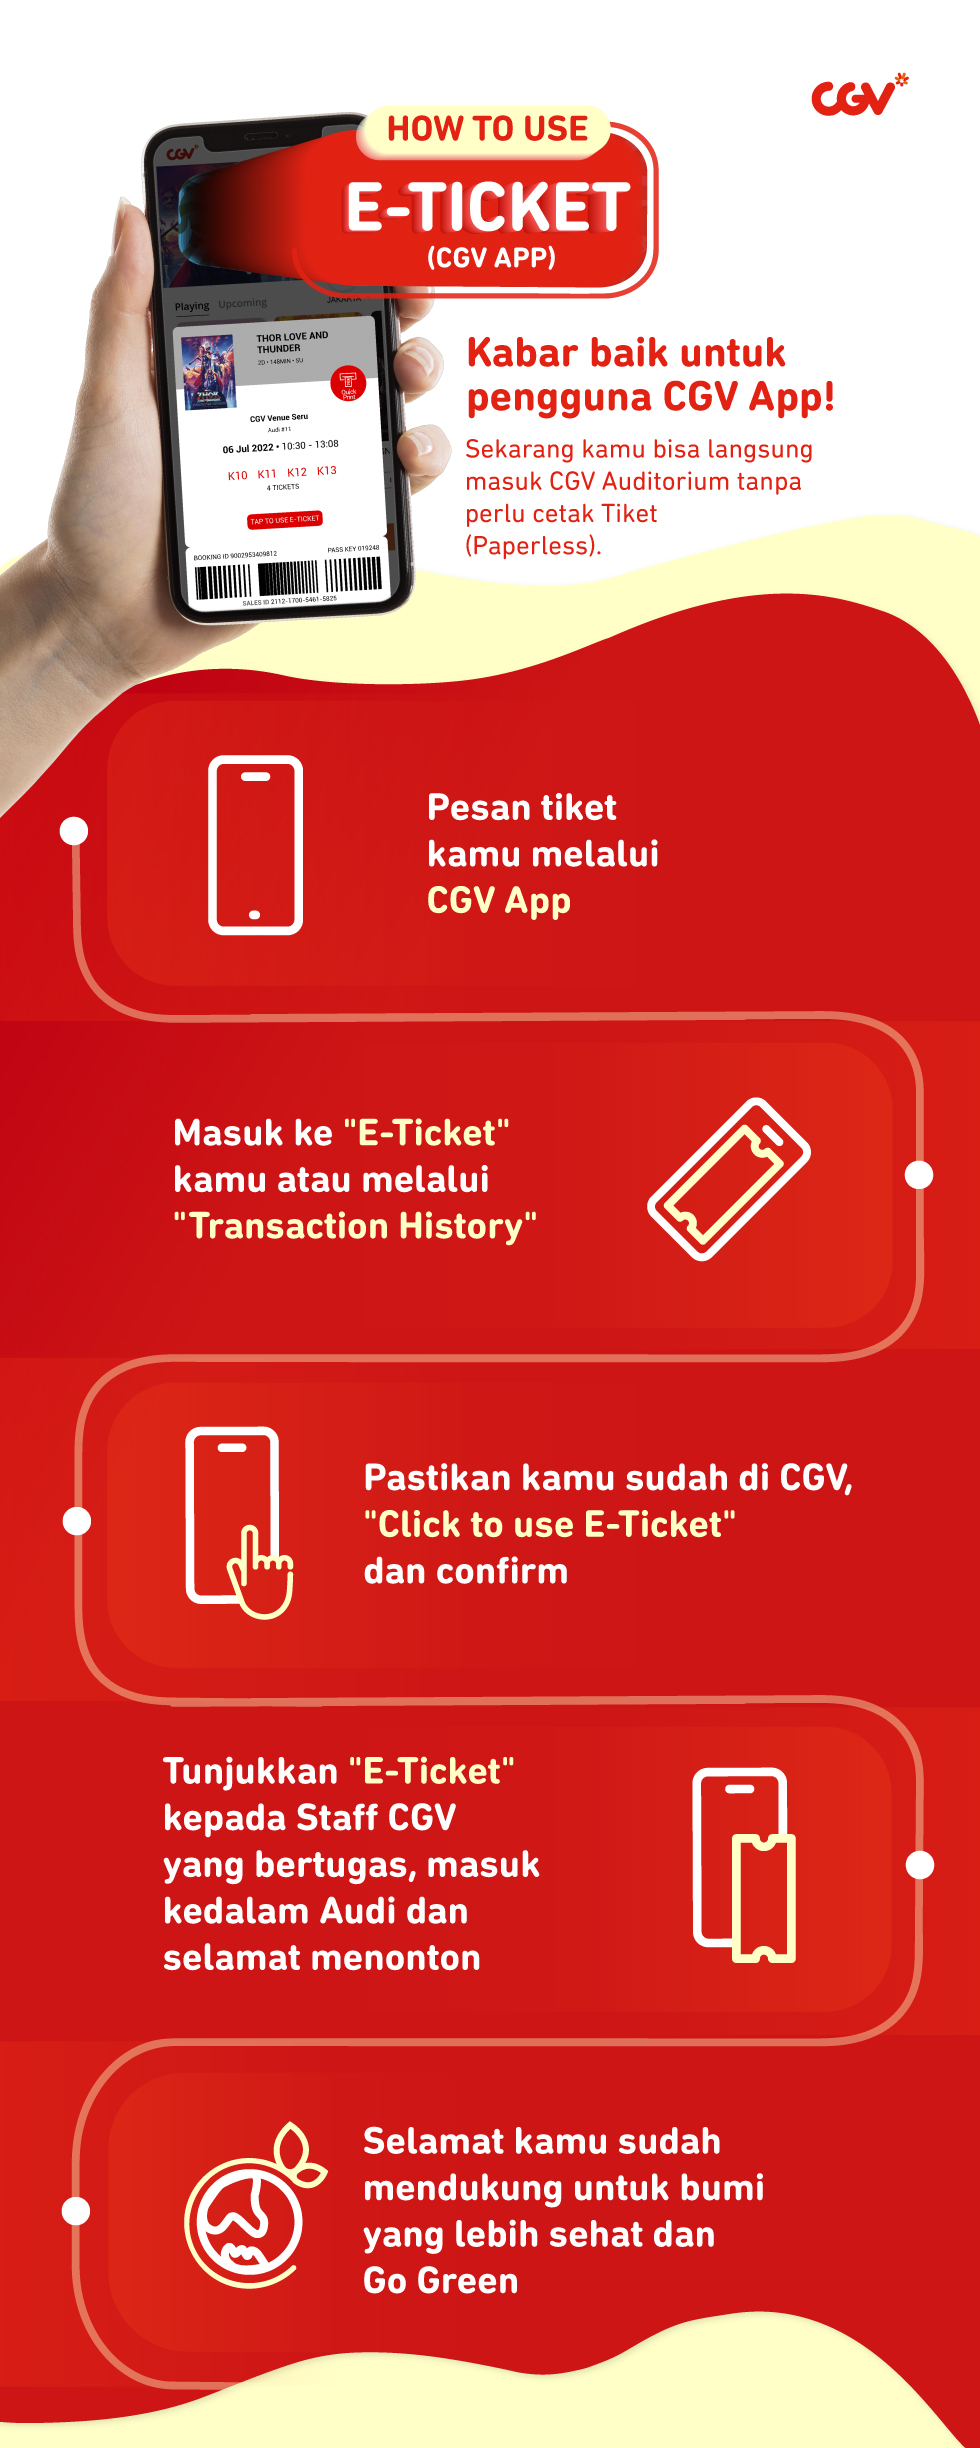 CGV
HOW TO USE
E-TICKET
(CGV APP)
CGV
Playing Upcoming
JAKARTA
THOR LOVE AND
THUNDER
2D • 148MIN • SU
THOR
Quick
Print
CGV Venue Seru
Audi #11
06 Jul 2022 • 10:30 - 13:08
K10 K11 K12 K13
4 TICKETS
TAP TO USE E-TICKET
BOOKING ID 9002953409812
PASS KEY 019248
SALES ID 2112-1700-5461-5825
Kabar baik untuk
pengguna CGV App!
Sekarang kamu bisa langsung
masuk CGV Auditorium tanpa
perlu cetak Tiket
(Paperless).
Pesan tiket
kamu melalui
CGV App
Masuk ke "E-Ticket"
kamu atau melalui
"Transaction History"
Pastikan kamu sudah di CGV,
"Click to use E-Ticket"
dan confirm
Tunjukkan "E-Ticket"
kepada Staff CGV
yang bertugas, masuk
kedalam Audi dan
selamat menonton
Selamat kamu sudah
mendukung untuk bumi
yang lebih sehat dan
Go Green